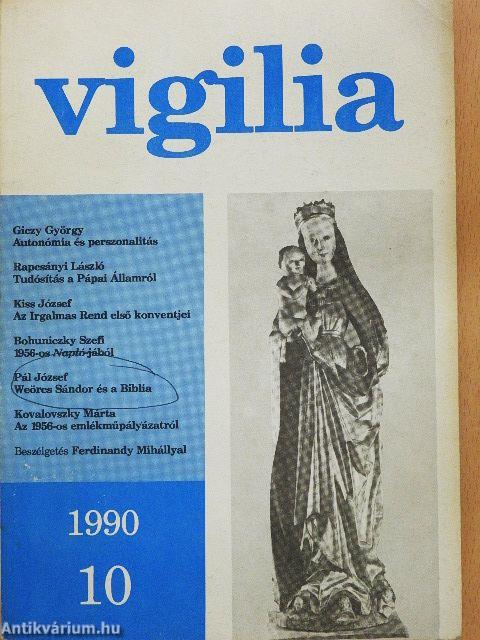 vigilia
Giczy György
Autonómia és perszonalitás
Rapcsányi László
Tudósítás a Pápai Államról
Kiss József
Az Irgalmas Rend első konventjei
Bohuniczky Szefi
1956-os Napló-jából
Pál József
Weöres Sándor és a Biblia
Kovalovszky Márta
Az 1956-os emlékműpályázatról
Beszélgetés Ferdinandy Mihállyal
1990
10
Antikvárium.hu